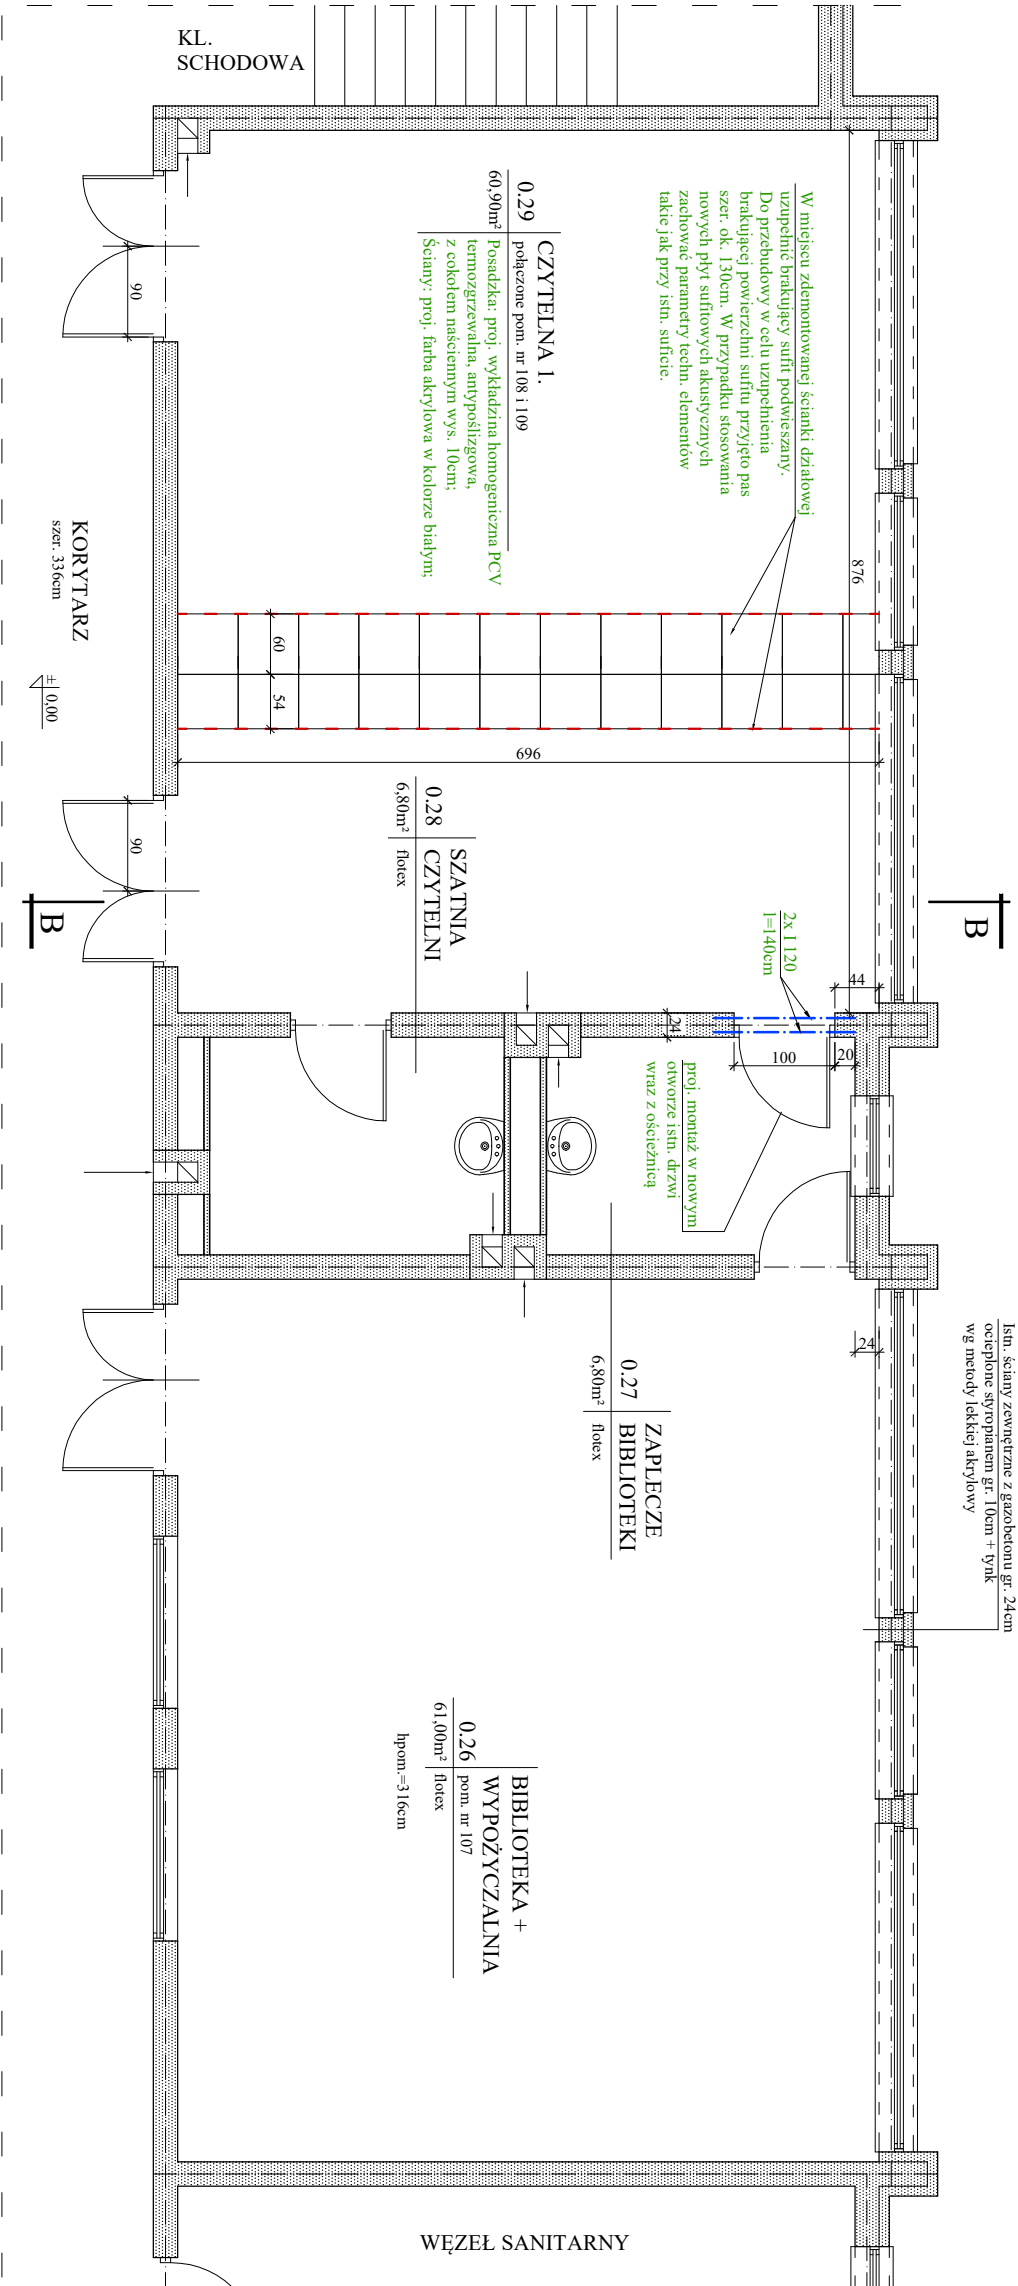 KL.
SCHODOWA
W miejscu zdemontowanej ścianki działowej
uzupełnić brakujący sufit podwieszany.
Do przebudowy w celu uzupełnienia
brakującej powierzchni sufitu przyjęto pas
szer. ok. 130cm. W przypadku stosowania
nowych płyt sufitowych akustycznych
zachować parametry techn. elementów
takie jak przy istn. suficie.
0.29
CZYTELNA 1.
połączone pom. nr 108 i 109
60,90m²
Posadzka: proj. wykładzina homogeniczna PCV
termozgrzewalna, antypoślizgowa,
z cokołem naściennym wys. 10cm;
Ściany: proj. farba akrylowa w kolorze białym;
90
876
KORYTARZ
szer. 336cm
± 0,00
60
54
696
0.28
SZATNIA
CZYTELNI
6,80m²
flotex
90
B
B
2x I 120
l=140cm
44
24
100
20
proj. montaż w nowym
otworze istn. drzwi
wraz z ościeżnicą
24
Istn. ściany zewnętrzne z gazobetonu gr. 24cm
ocieplone styropianem gr. 10cm + tynk
wg metody lekkiej akrylowy
0.27
ZAPLECZE
BIBLIOTEKI
6,80m²
flotex
0.26
BIBLIOTEKA +
WYPOŻYCZALNIA
pom. nr 107
61,00m²
flotex
hpom.=316cm
WĘZEŁ SANITARNY